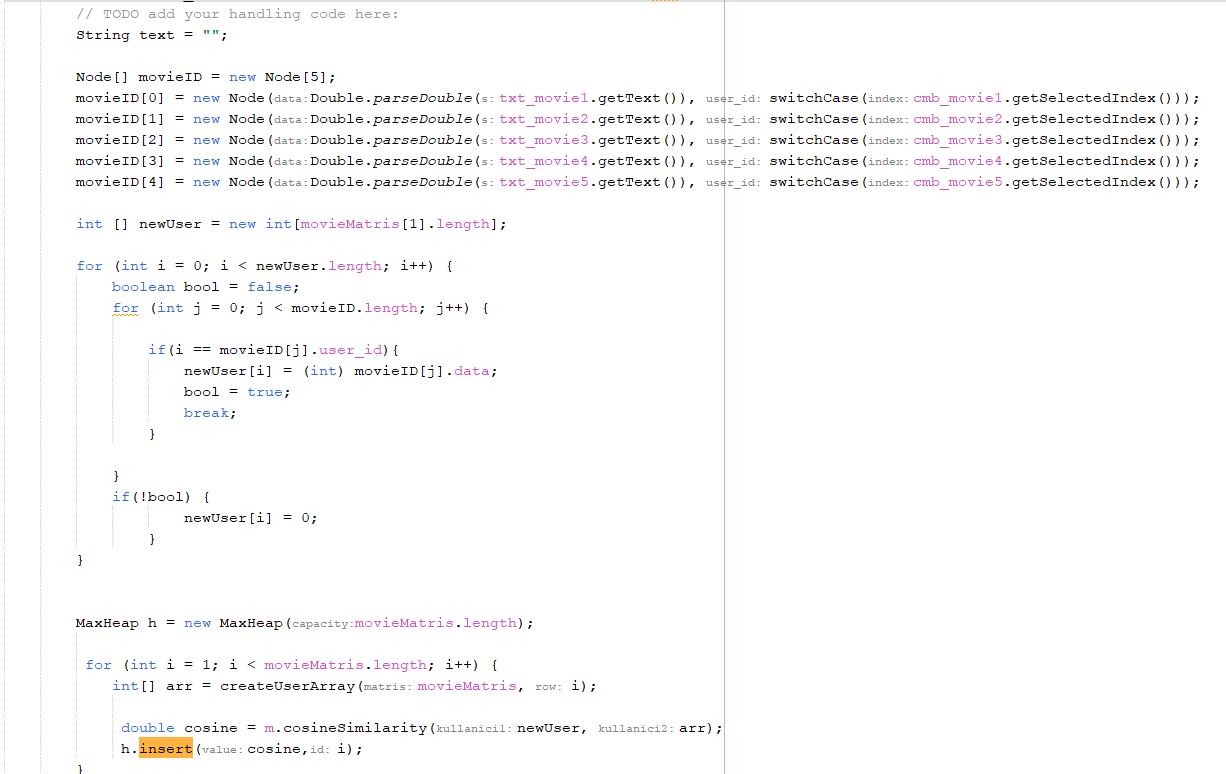 // TODO add your handling code here:
String text = "";
Node[] movieID = new Node[5];
movieID[0] = new Node(data:Double.parseDouble(s:txt_movie1.getText()), user_id: switchCase(index:cmb_movie1.getSelectedIndex()));
movieID[1] = new Node(data:Double.parseDouble(s:txt_movie2.getText()), user_id: switchCase(index:cmb_movie2.getSelectedIndex()));
movieID[2] = new Node(data:Double.parseDouble(s:txt_movie3.getText()), user_id: switchCase(index:cmb_movie3.getSelectedIndex()));
movieID[3] = new Node(data:Double.parseDouble(s:txt_movie4.getText()), user_id: switchCase(index:cmb_movie4.getSelectedIndex()));
movieID[4] = new Node(data:Double.parseDouble(s:txt_movie5.getText()), user_id: switchCase(index:cmb_movie5.getSelectedIndex()));
int [] newUser = new int[movieMatris[1].length];
for (int i = 0; i < newUser.length; i++) {
boolean bool = false;
for (int j = 0; j < movieID.length; j++) {
if(i == movieID[j].user_id){
newUser[i] = (int) movieID[j].data;
bool = true;
break;
}
}
if(!bool) {
newUser[i] = 0;
}
}
MaxHeap h = new MaxHeap(capacity:movieMatris.length);
for (int i = 1; i < movieMatris.length; i++) {
int[] arr = createUserArray(matris: movieMatris, row: i);
double cosine = m.cosineSimilarity(kullanici1: newUser, kullanici2: arr);
h.insert(value: cosine,id: i);
}